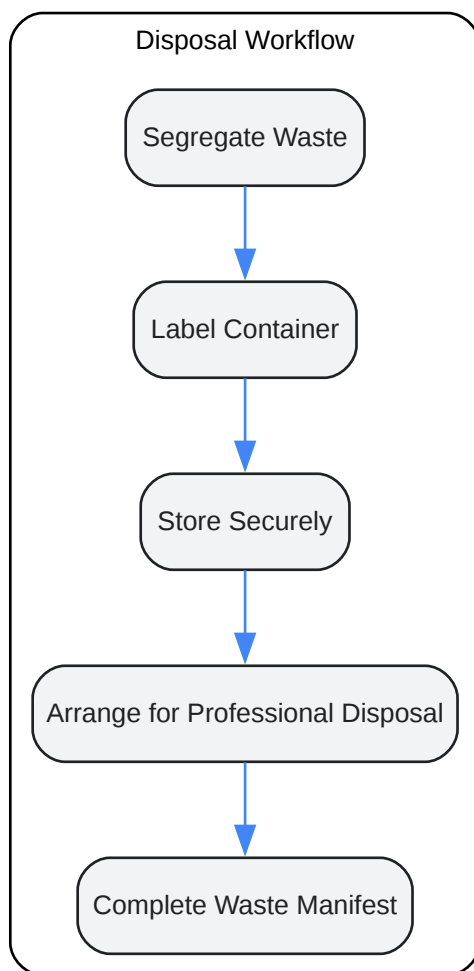 Disposal Workflow
Segregate Waste
Label Container
Store Securely
Arrange for Professional Disposal
Complete Waste Manifest